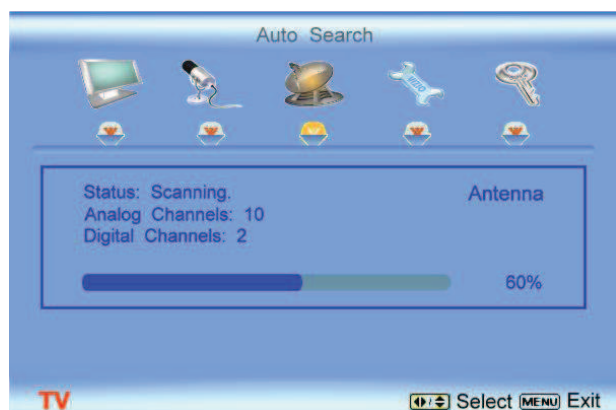 Auto Search
Status: Scanning.
Antenna
Analog Channels: 10
Digital Channels: 2
60%
TV
Select MENU Exit